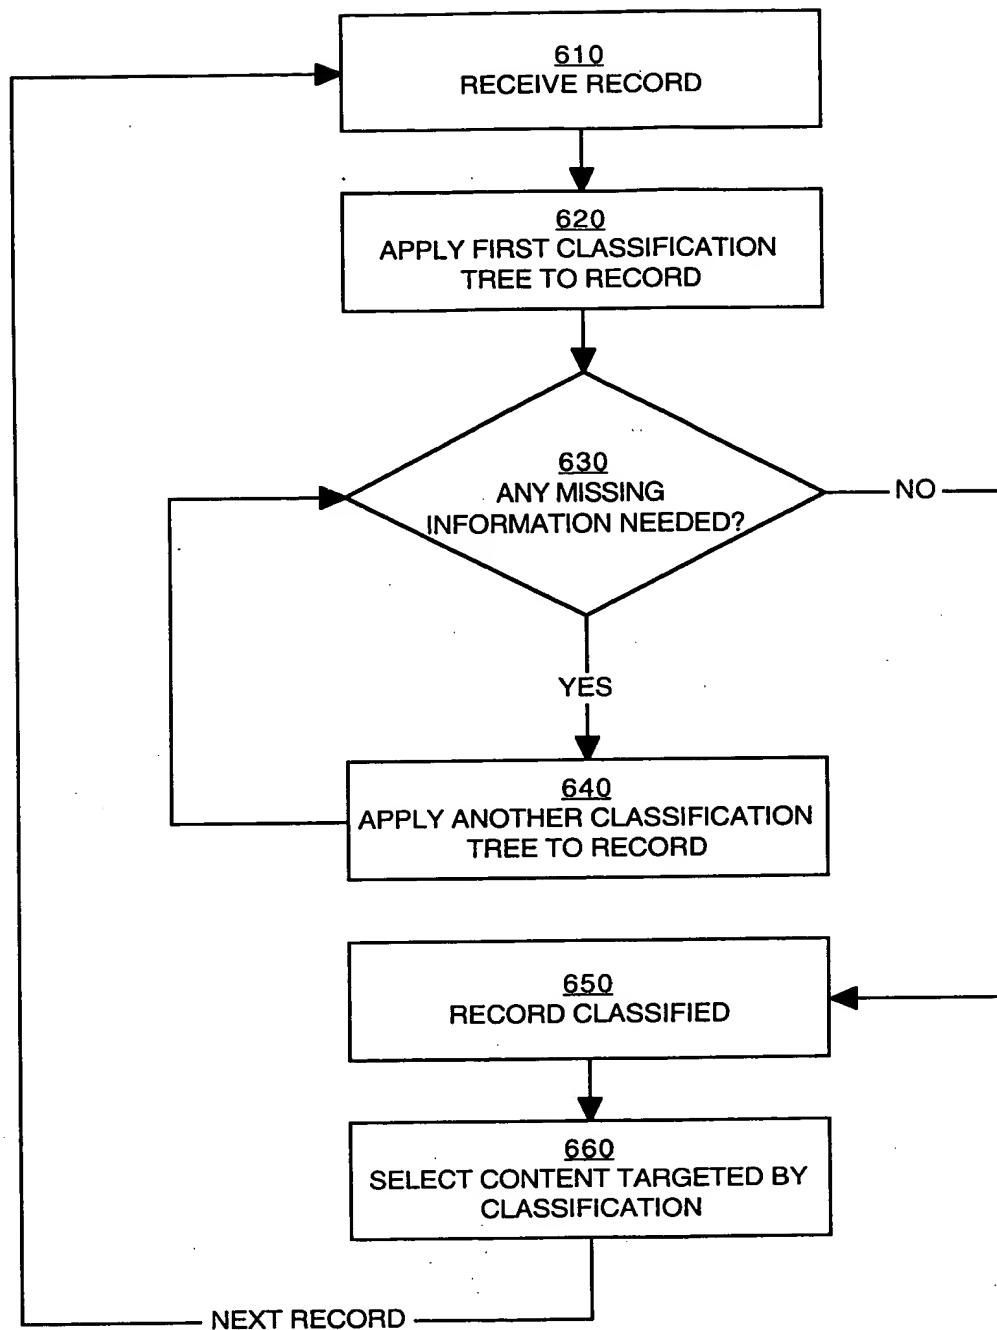 610
RECEIVE RECORD
620
APPLY FIRST CLASSIFICATION
TREE TO RECORD
630
ANY MISSING
INFORMATION NEEDED?
NO
YES
640
APPLY ANOTHER CLASSIFICATION
TREE TO RECORD
650
RECORD CLASSIFIED
660
SELECT CONTENT TARGETED BY
CLASSIFICATION
NEXT RECORD